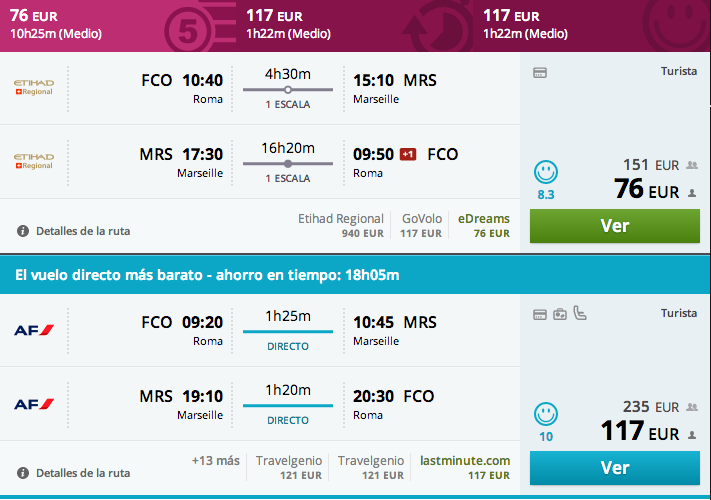 76 EUR
10h25m (Medio)
5
117 EUR
1h22m (Medio)
117 EUR
1h22m (Medio)
ETIHAD
Regional
FCO 10:40
Roma
4h30m
1 ESCALA
15:10 MRS
Marseille
ETIHAD
Regional
MRS 17:30
Marseille
16h20m
1 ESCALA
09:50 +1 FCO
Roma
Turista
8.3
151 EUR
76 EUR
Ver
i Detalles de la ruta
Etihad Regional
940 EUR
GoVolo
117 EUR
eDreams
76 EUR
El vuelo directo más barato - ahorro en tiempo: 18h05m
AF
FCO 09:20
Roma
1h25m
DIRECTO
10:45 MRS
Marseille
AF
MRS 19:10
Marseille
1h20m
DIRECTO
20:30 FCO
Roma
Turista
10
235 EUR
117 EUR
Ver
i Detalles de la ruta
+13 más
Travelgenio
121 EUR
Travelgenio
121 EUR
lastminute.com
117 EUR